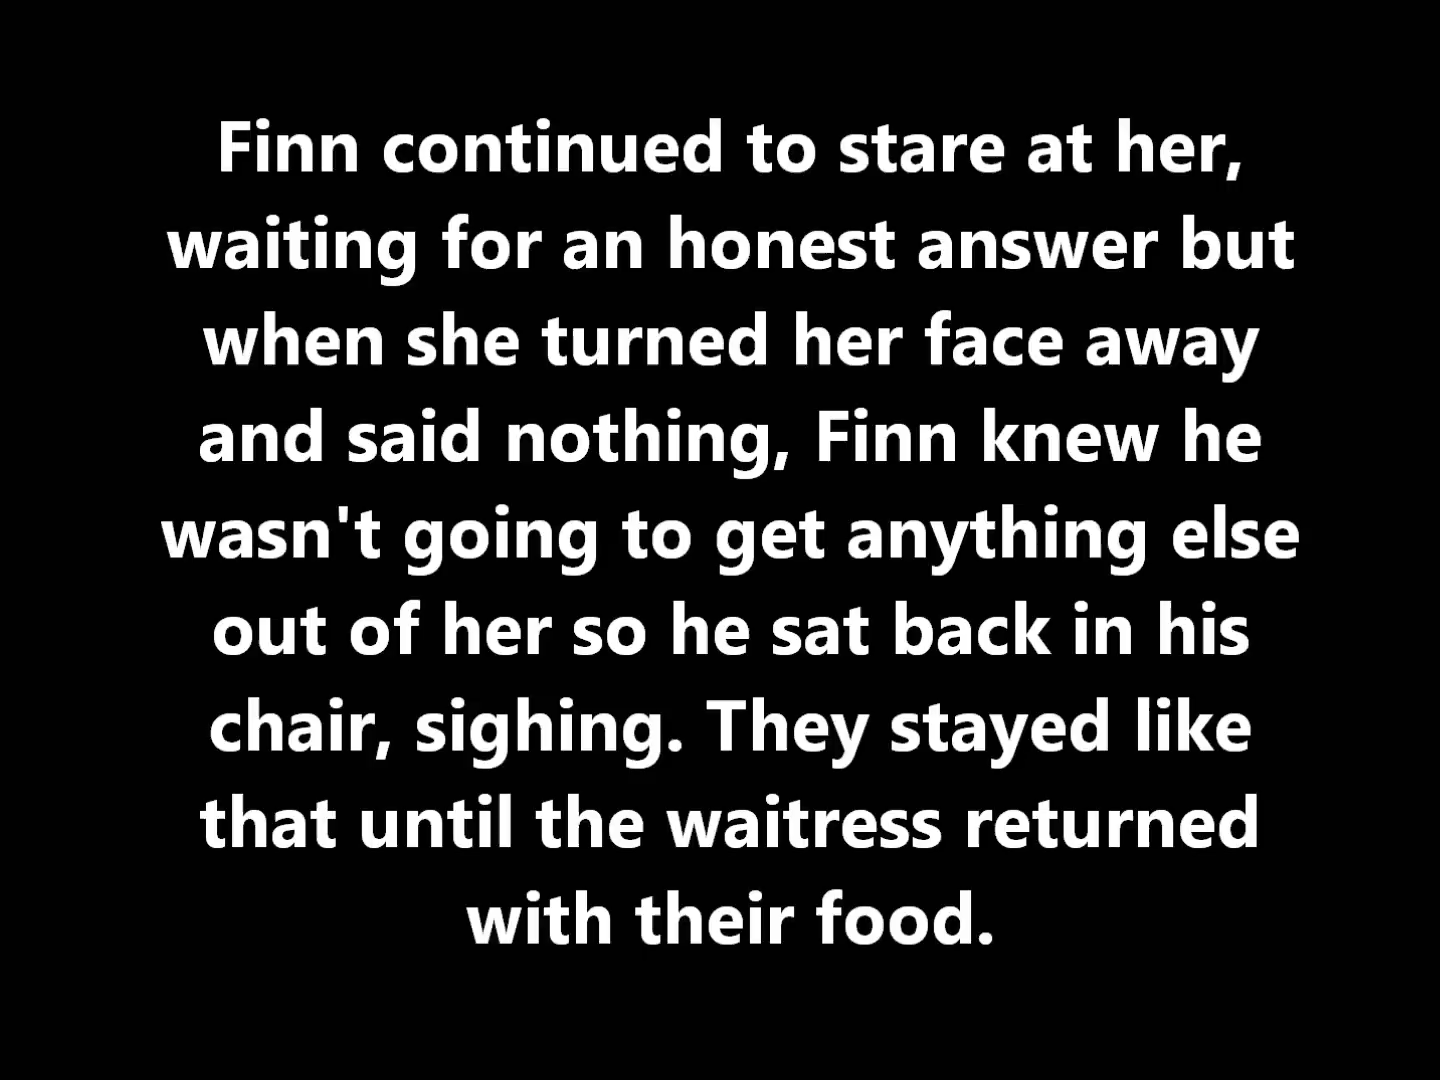 Finn continued to stare at her,
waiting for an honest answer but
when she turned her face away
and said nothing, Finn knew he
wasn't going to get anything else
out of her so he sat back in his
chair, sighing. They stayed like
that until the waitress returned
with their food.